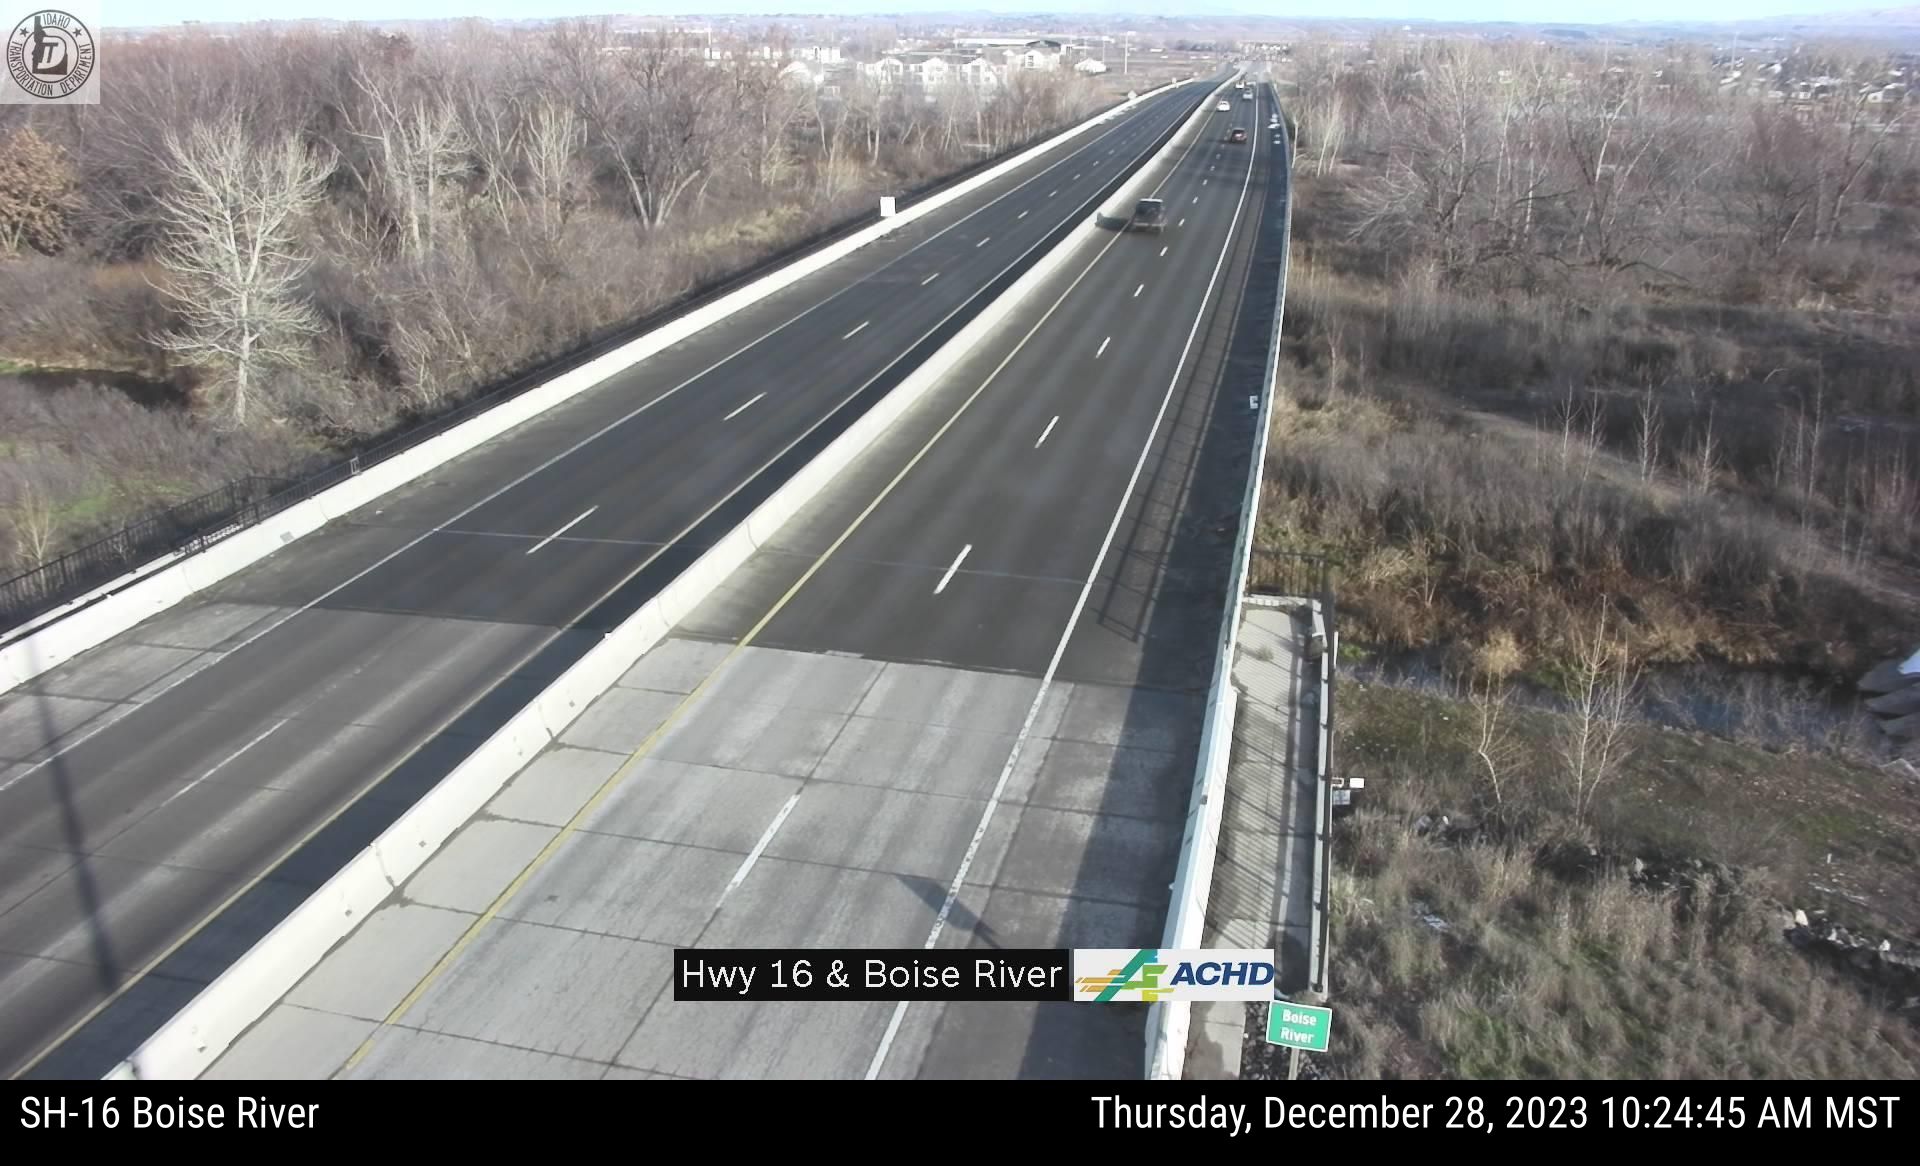 IDAHO
T
TRANSPORTATION DEPARTMENT
Hwy 16 & Boise River
ACHD
Boise
River
SH-16 Boise River
Thursday, December 28, 2023 10:24:45 AM MST